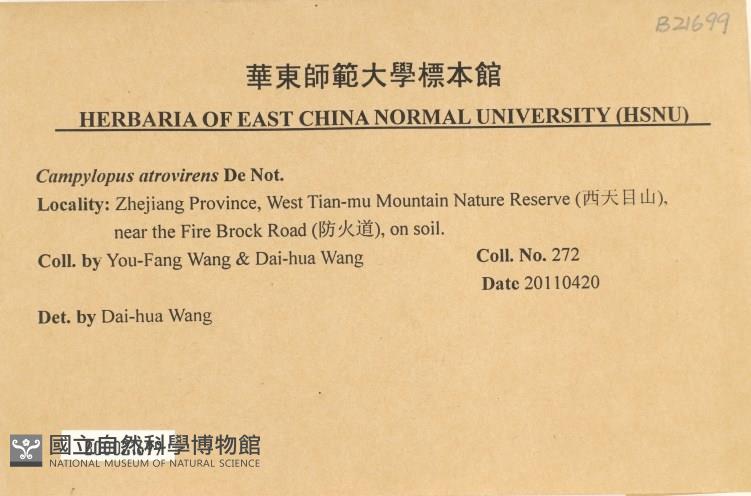 B21699
華東師範大學標本館
HERBARIA OF EAST CHINA NORMAL UNIVERSITY (HSNU)
Campylopus atrovirens De Not.
Locality: Zhejiang Province, West Tian-mu Mountain Nature Reserve (西天目山),
near the Fire Brock Road (防火道), on soil.
Coll. by You-Fang Wang & Dai-hua Wang
Coll. No. 272
Date 20110420
Det. by Dai-hua Wang
國立自然科學博物館
NATIONAL MUSEUM OF NATURAL SCIENCE